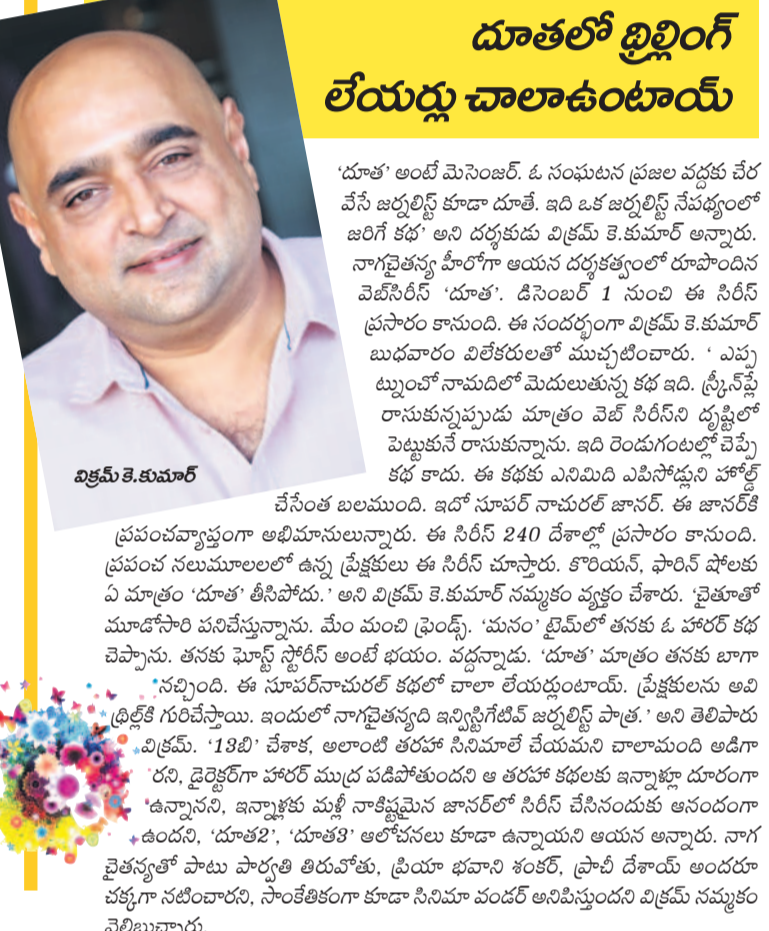 దూతలో థ్రిల్లింగ్
లేయర్లు చాలాఉంటాయ్
‘దూత’ అంటే మెసెంజర్. ఓ సంఘటన ప్రజల వద్దకు చేర
వేసే జర్నలిస్ట్ కూడా దూతే. ఇది ఒక జర్నలిస్ట్ నేపథ్యంలో
జరిగే కథ’ అని దర్శకుడు విక్రమ్ కె.కుమార్ అన్నారు.
నాగచైతన్య హీరోగా ఆయన దర్శకత్వంలో రూపొందిన
వెబ్‌సిరీస్ ‘దూత’. డిసెంబర్ 1 నుంచి ఈ సిరీస్
ప్రసారం కానుంది. ఈ సందర్భంగా విక్రమ్ కె.కుమార్
బుధవారం విలేకరులతో ముచ్చటించారు. ‘ ఎప్ప
ట్నుంచో నామదిలో మెదులుతున్న కథ ఇది. స్క్రీన్‌ప్లే
రాసుకున్నప్పుడు మాత్రం వెబ్ సిరీస్‌ని దృష్టిలో
పెట్టుకునే రాసుకున్నాను. ఇది రెండుగంటల్లో చెప్పే
కథ కాదు. ఈ కథకు ఎనిమిది ఎపిసోడ్లుని హోల్డ్
విక్రమ్ కె.కుమార్
చేసేంత బలముంది. ఇదో సూపర్ నాచురల్ జానర్. ఈ జానర్‌కి
ప్రపంచవ్యాప్తంగా అభిమానులున్నారు. ఈ సిరీస్ 240 దేశాల్లో ప్రసారం కానుంది.
ప్రపంచ నలుమూలలలో ఉన్న ప్రేక్షకులు ఈ సిరీస్ చూస్తారు. కొరియన్, ఫారిన్ షోలకు
ఏ మాత్రం ‘దూత’ తీసిపోదు.’ అని విక్రమ్ కె.కుమార్ నమ్మకం వ్యక్తం చేశారు. ‘చైతూతో
మూడోసారి పనిచేస్తున్నాను. మేం మంచి ఫ్రెండ్స్. ‘మనం’ టైమ్‌లో తనకు ఓ హారర్ కథ
చెప్పాను. తనకు ఘోస్ట్ స్టోరీస్ అంటే భయం. వద్దన్నాడు. ‘దూత’ మాత్రం తనకు బాగా
నచ్చింది. ఈ సూపర్‌నాచురల్ కథలో చాలా లేయర్లుంటాయ్. ప్రేక్షకులను అవి
థ్రిల్‌కి గురిచేస్తాయి. ఇందులో నాగచైతన్యది ఇన్విస్టిగేటివ్ జర్నలిస్ట్ పాత్ర.’ అని తెలిపారు
విక్రమ్. ‘13బి’ చేశాక, అలాంటి తరహా సినిమాలే చేయమని చాలామంది అడిగా
రని, డైరెక్టర్‌గా హారర్ ముద్ర పడిపోతుందని ఆ తరహా కథలకు ఇన్నాళ్లూ దూరంగా
ఉన్నానని, ఇన్నాళ్లకు మళ్లీ నాకిష్టమైన జానర్‌లో సిరీస్ చేసినందుకు ఆనందంగా
ఉందని, ‘దూత2’, ‘దూత3’ ఆలోచనలు కూడా ఉన్నాయని ఆయన అన్నారు. నాగ
చైతన్యతో పాటు పార్వతి తిరువోతు, ప్రియా భవాని శంకర్, ప్రాచీ దేశాయ్ అందరూ
చక్కగా నటించారని, సాంకేతికంగా కూడా సినిమా వండర్ అనిపిస్తుందని విక్రమ్ నమ్మకం
వెలిబుచ్చారు.